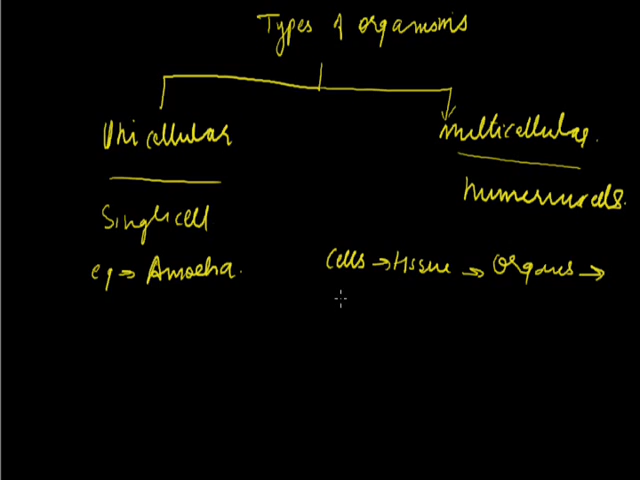 Types of organisms
Unicellular
multicellular.
Single cell
numerous cells.
eg → Amoeba.
Cells → tissue → Organs →